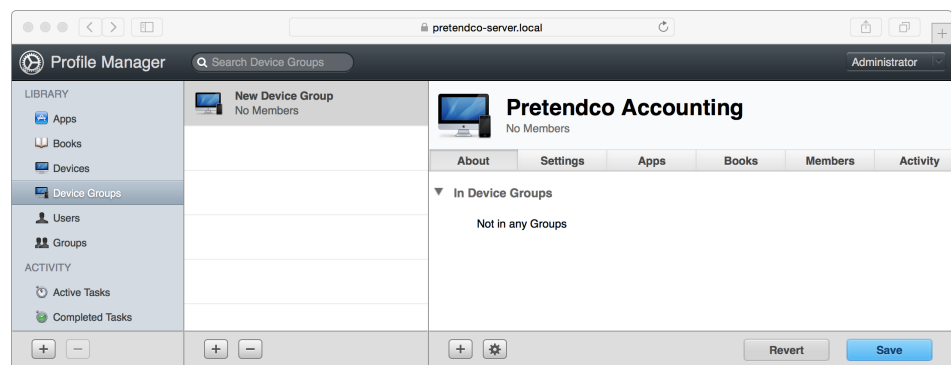 pretendco-server.local
Profile Manager
Search Device Groups
Administrator
LIBRARY
Apps
Books
Devices
Device Groups
Users
Groups
ACTIVITY
Active Tasks
Completed Tasks
New Device Group
No Members
Pretendco Accounting
No Members
About Settings Apps Books Members Activity
In Device Groups
Not in any Groups
Revert Save